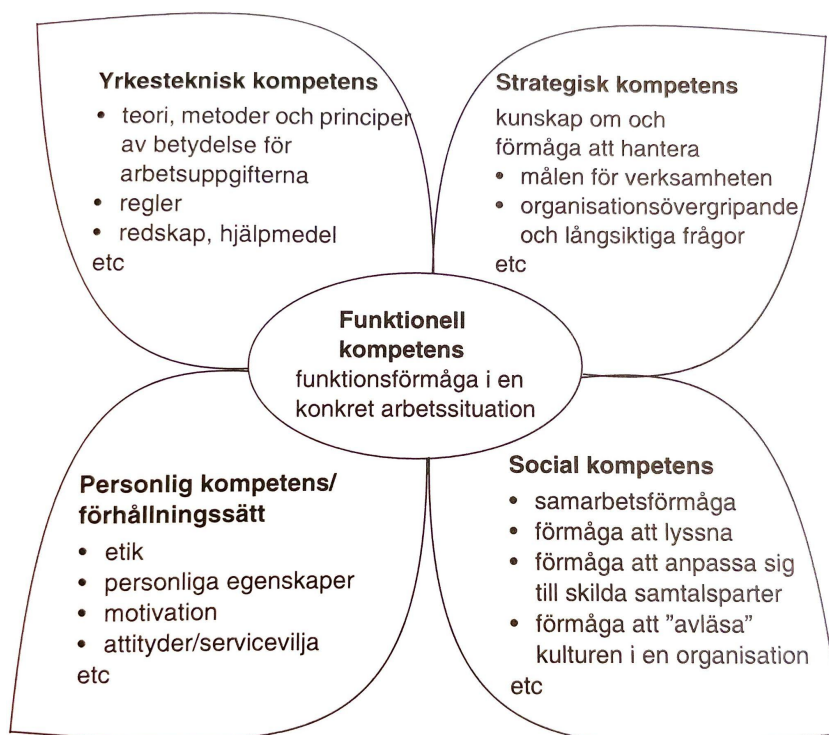 Yrkesteknisk kompetens
• teori, metoder och principer
av betydelse för
arbetsuppgifterna
• regler
• redskap, hjälpmedel
etc
Strategisk kompetens
kunskap om och
förmåga att hantera
• målen för verksamheten
• organisationsövergripande
och långsiktiga frågor
etc
Funktionell
kompetens
funktionsförmåga i en
konkret arbetssituation
Personlig kompetens/
förhållningssätt
• etik
• personliga egenskaper
• motivation
• attityder/servicevilja
etc
Social kompetens
• samarbetsförmåga
• förmåga att lyssna
• förmåga att anpassa sig
till skilda samtalsparter
• förmåga att ”avläsa”
kulturen i en organisation
etc